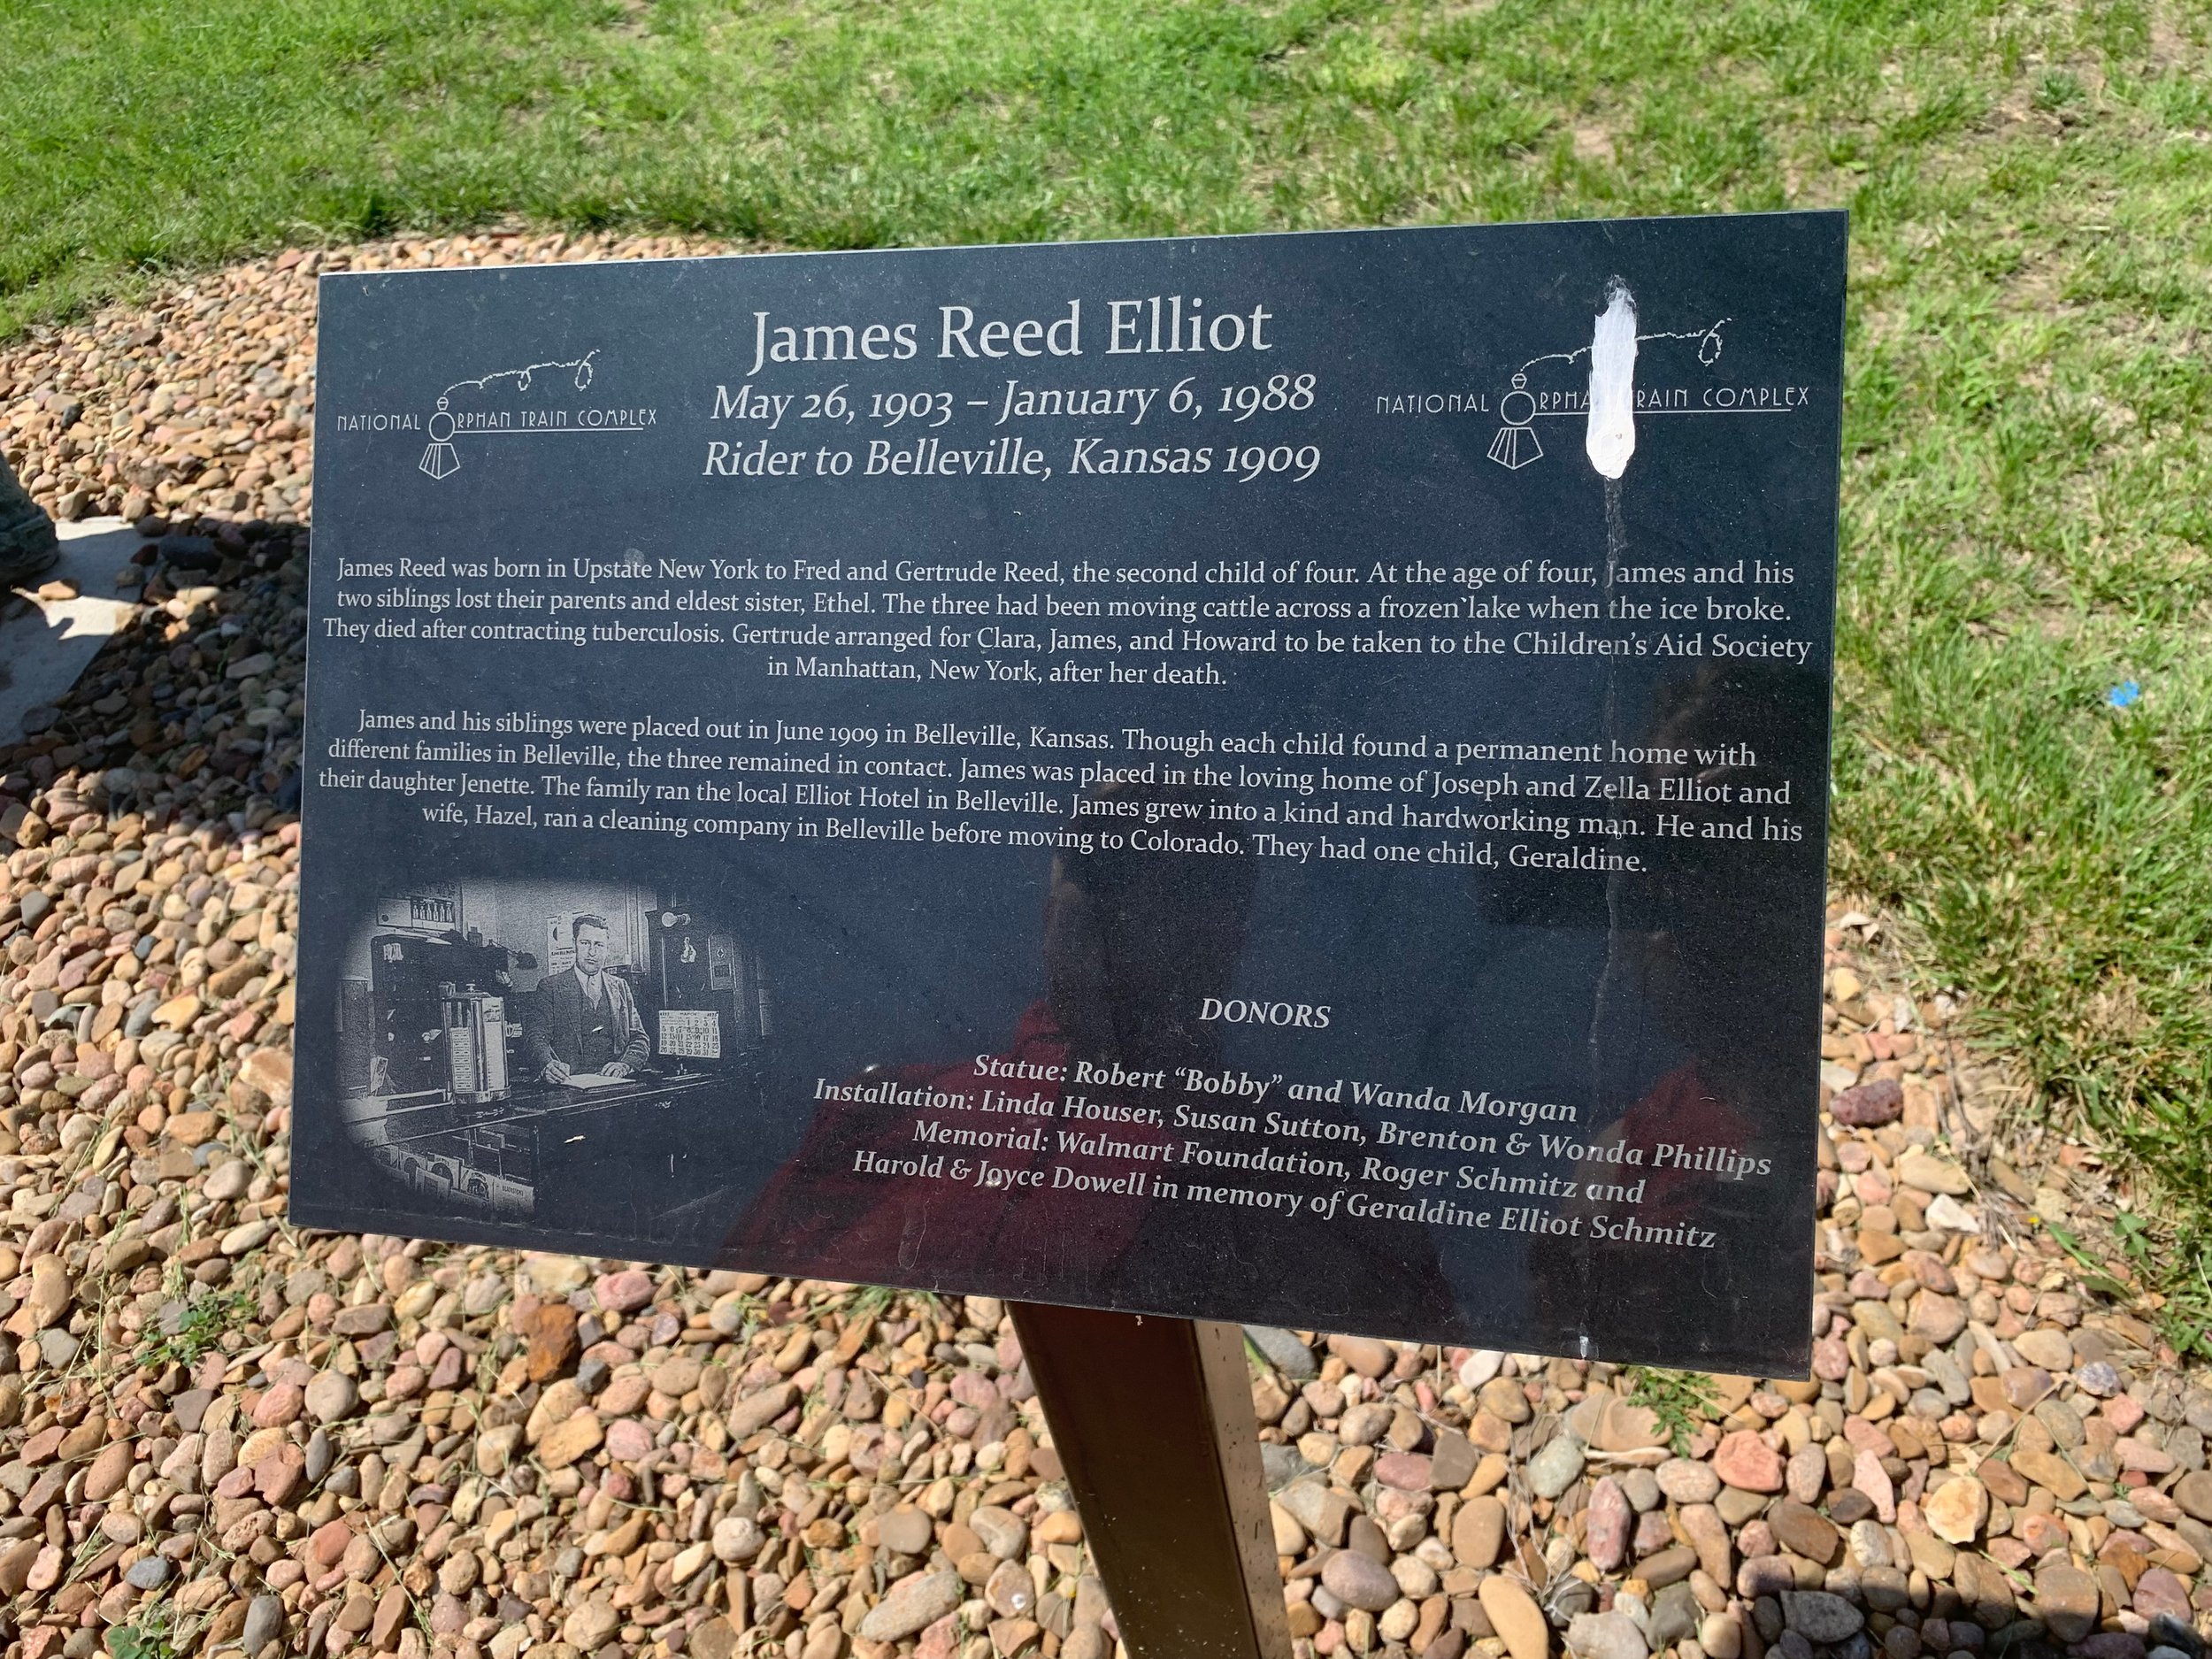 James Reed Elliot
May 26, 1903 – January 6, 1988
Rider to Belleville, Kansas 1909
NATIONAL ORPHAN TRAIN COMPLEX
NATIONAL ORPHA RAIN COMPLEX
James Reed was born in Upstate New York to Fred and Gertrude Reed, the second child of four. At the age of four, James and his
two siblings lost their parents and eldest sister, Ethel. The three had been moving cattle across a frozen lake when the ice broke.
They died after contracting tuberculosis. Gertrude arranged for Clara, James, and Howard to be taken to the Children's Aid Society
in Manhattan, New York, after her death.
James and his siblings were placed out in June 1909 in Belleville, Kansas. Though each child found a permanent home with
different families in Belleville, the three remained in contact. James was placed in the loving home of Joseph and Zella Elliot and
their daughter Jenette. The family ran the local Elliot Hotel in Belleville. James grew into a kind and hardworking man. He and his
wife, Hazel, ran a cleaning company in Belleville before moving to Colorado. They had one child, Geraldine.
DONORS
Statue: Robert “Bobby” and Wanda Morgan
Installation: Linda Houser, Susan Sutton, Brenton & Wonda Phillips
Memorial: Walmart Foundation, Roger Schmitz and
Harold & Joyce Dowell in memory of Geraldine Elliot Schmitz